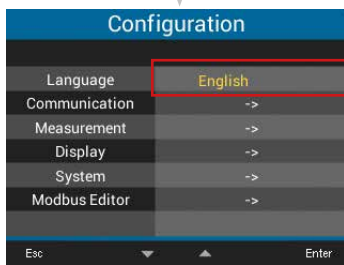 Configuration
Language English
Communication ->
Measurement ->
Display ->
System ->
Modbus Editor ->
Esc Enter